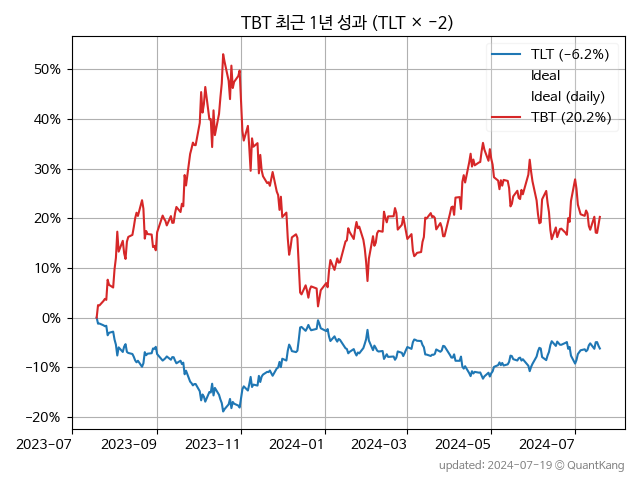 TBT 최근 1년 성과 (TLT × −2)
TLT (−6.2%)
Ideal
Ideal (daily)
TBT (20.2%)
50%
40%
30%
20%
10%
0%
−10%
−20%
2023−07
2023−09
2023−11
2024−01
2024−03
2024−05
2024−07
updated: 2024−07−19 © QuantKang